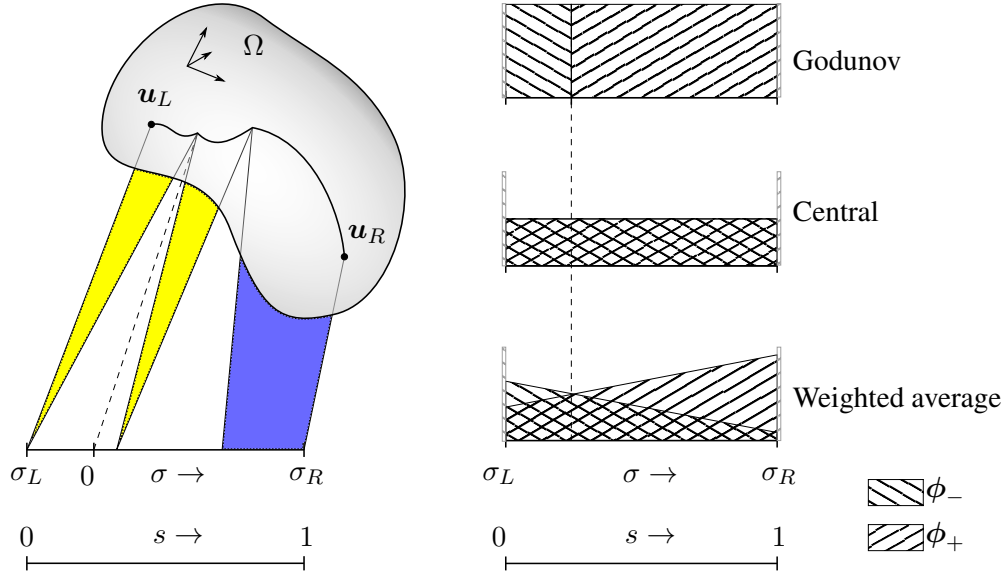 Ω
u_L
u_R
σ_L 0 σ → σ_R
0 s → 1
Godunov
Central
Weighted average
σ_L σ → σ_R
0 s → 1
ϕ_−
ϕ_+